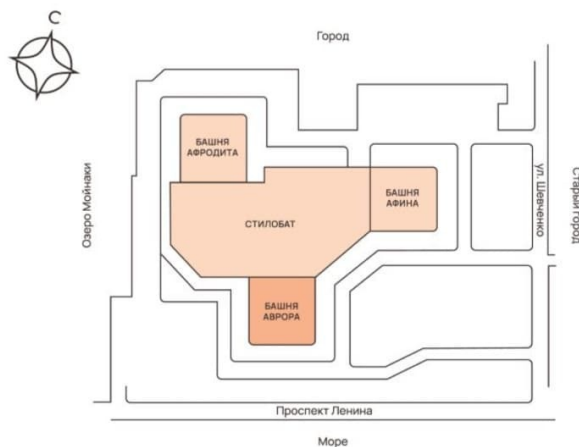 С
Город
БАШНЯ
АФРОДИТА
Озеро Мойнаки
БАШНЯ
АФИНА
ул. Шевченко
Старый город
СТИЛОБАТ
БАШНЯ
АВРОРА
Проспект Ленина
Море